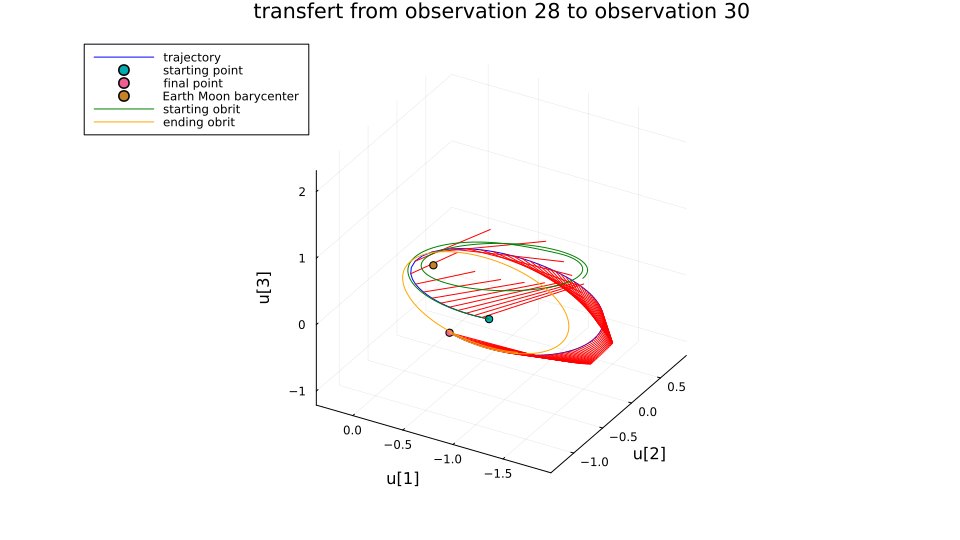 transfert from observation 28 to observation 30
trajectory
starting point
final point
Earth Moon barycenter
starting obrit
ending obrit
2
1
0
−1
u[3]
0.0
−0.5
−1.0
−1.5
u[1]
0.5
0.0
−0.5
−1.0
u[2]